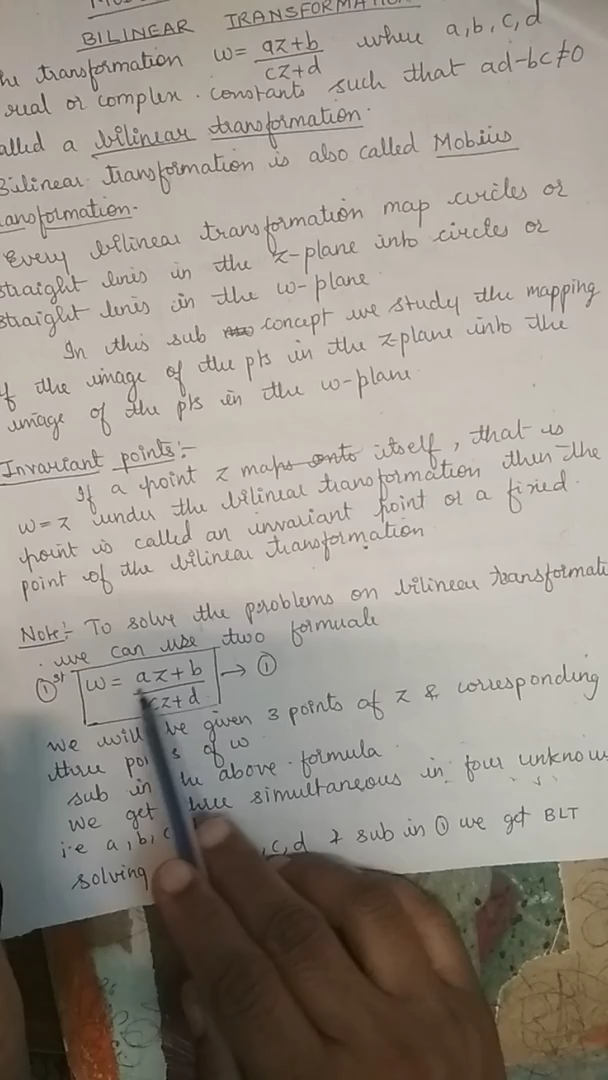 BILINEAR TRANSFORMATION
he transformation w = az+b / cz+d where a, b, c, d
real or complex constants such that ad-bc≠0
alled a bilinear transformation.
Bilinear transformation is also called Mobius
ansformation.
Every bilinear transformation map circles or
straight lines in the z-plane into circles or
straight lines in the w-plane.
In this sub concept we study the mapping
f the image of the pts in the z plane into the
image of the pts in the w-plane.
Invariant points:-
If a point z maps onto itself, that is
w=z under the bilinear transformation then the
point is called an invariant point or a fixed
point of the bilinear transformation
Note:- To solve the problems on bilinear transformati
we can use two formuale
①st w = az+b / cz+d → ①
we will be given 3 points of z & corresponding
three of w
sub in above formula
We get simultaneous in four unknow
i.e a, b, c
solving c, d & sub in ① we get BLT